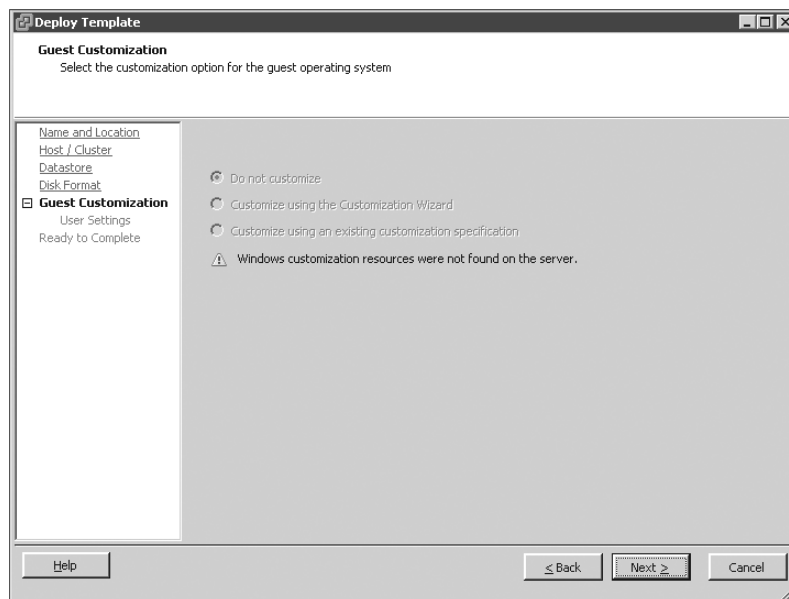 Deploy Template
Guest Customization
Select the customization option for the guest operating system
Name and Location
Host / Cluster
Datastore
Disk Format
Guest Customization
User Settings
Ready to Complete
Do not customize
Customize using the Customization Wizard
Customize using an existing customization specification
Windows customization resources were not found on the server.
Help
< Back
Next >
Cancel